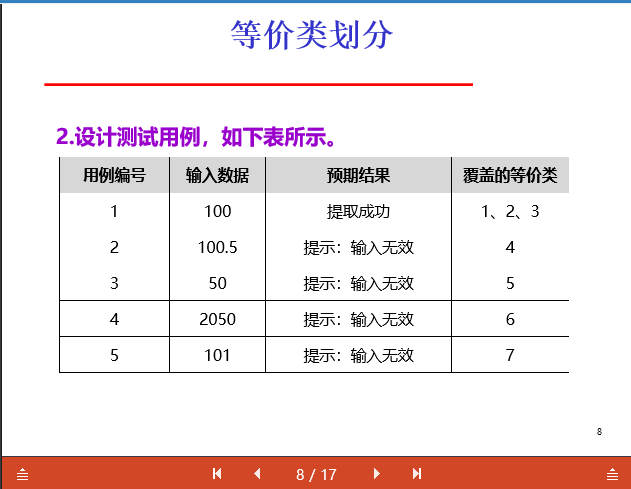 等价类划分
2.设计测试用例，如下表所示。
用例编号 输入数据 预期结果 覆盖的等价类
1 100 提取成功 1、2、3
2 100.5 提示：输入无效 4
3 50 提示：输入无效 5
4 2050 提示：输入无效 6
5 101 提示：输入无效 7
8
8 / 17